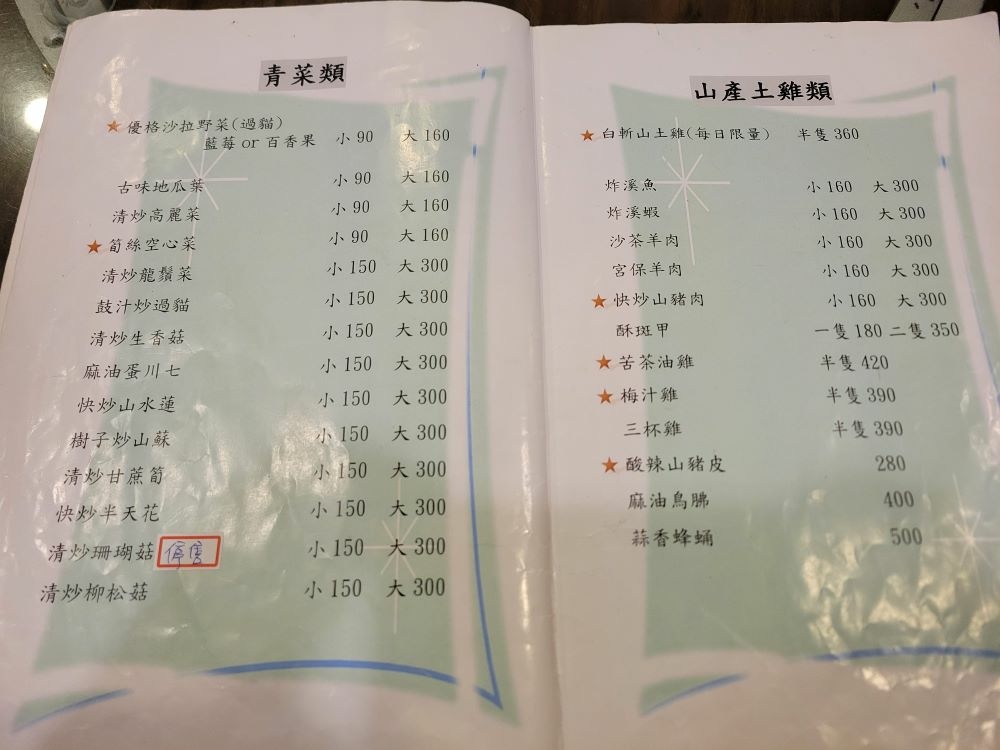 青菜類
★優格沙拉野菜(過貓)
藍莓 or 百香果 小 90 大 160
古味地瓜葉 小 90 大 160
清炒高麗菜 小 90 大 160
★筍絲空心菜 小 90 大 160
清炒龍鬚菜 小 150 大 300
鼓汁炒過貓 小 150 大 300
清炒生香菇 小 150 大 300
麻油蛋川七 小 150 大 300
快炒山水蓮 小 150 大 300
樹子炒山蘇 小 150 大 300
清炒甘蔗筍 小 150 大 300
快炒半天花 小 150 大 300
清炒珊瑚菇 停售 小 150 大 300
清炒柳松菇 小 150 大 300
山產土雞類
★白斬山土雞(每日限量) 半隻 360
炸溪魚 小 160 大 300
炸溪蝦 小 160 大 300
沙茶羊肉 小 160 大 300
宮保羊肉 小 160 大 300
★快炒山豬肉 小 160 大 300
酥斑甲 一隻 180 二隻 350
★苦茶油雞 半隻 420
★梅汁雞 半隻 390
三杯雞 半隻 390
★酸辣山豬皮 280
麻油鳥胇 400
蒜香蜂蛹 500